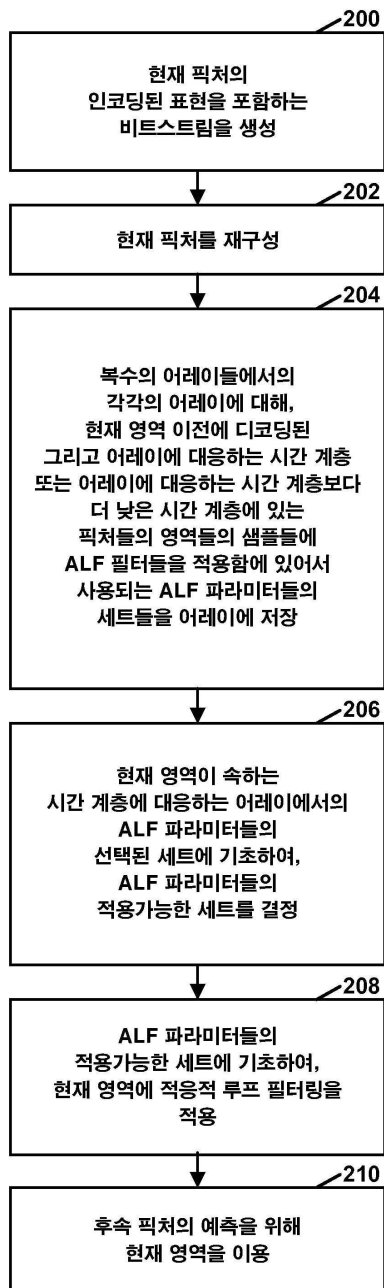 200
현재 픽처의
인코딩된 표현을 포함하는
비트스트림을 생성
202
현재 픽처를 재구성
204
복수의 어레이들에서의
각각의 어레이에 대해,
현재 영역 이전에 디코딩된
그리고 어레이에 대응하는 시간 계층
또는 어레이에 대응하는 시간 계층보다
더 낮은 시간 계층에 있는
픽처들의 영역들의 샘플들에
ALF 필터들을 적용함에 있어서
사용되는 ALF 파라미터들의
세트들을 어레이에 저장
206
현재 영역이 속하는
시간 계층에 대응하는 어레이에서의
ALF 파라미터들의
선택된 세트에 기초하여,
ALF 파라미터들의
적용가능한 세트를 결정
208
ALF 파라미터들의
적용가능한 세트에 기초하여,
현재 영역에 적응적 루프 필터링을
적용
210
후속 픽처의 예측을 위해
현재 영역을 이용